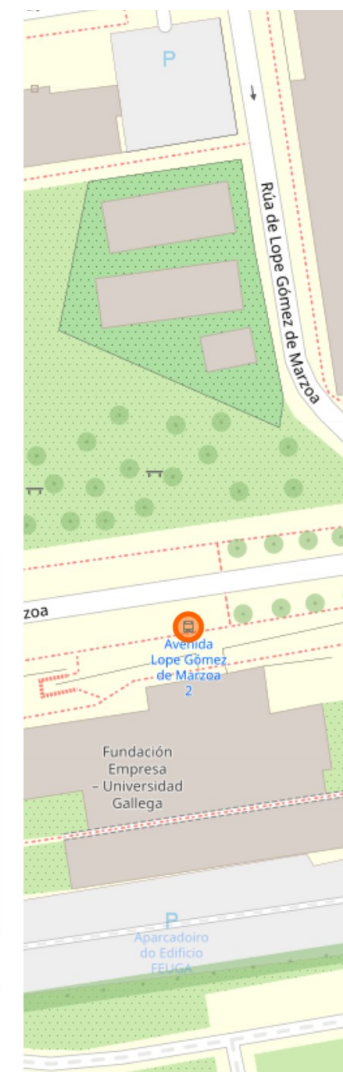 P
Rúa de Lope Gómez de Marzoa
zoa
Avenida
Lope Gómez
de Marzoa
2
Fundación
Empresa
– Universidad
Gallega
P
Aparcadoiro
do Edificio
FEUGA